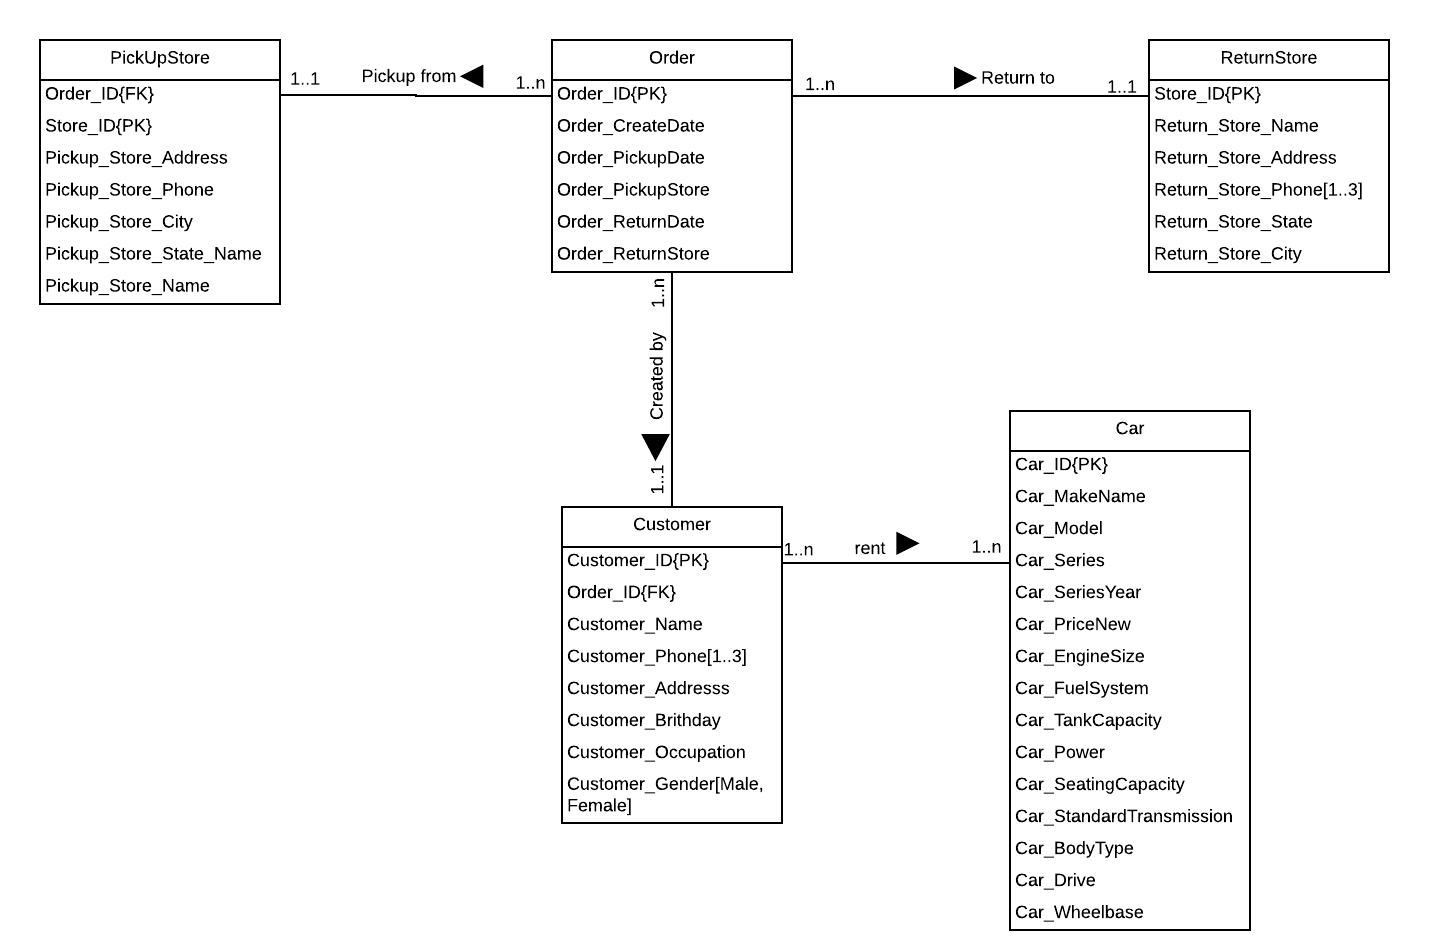 PickUpStore
Order_ID{FK}
Store_ID{PK}
Pickup_Store_Address
Pickup_Store_Phone
Pickup_Store_City
Pickup_Store_State_Name
Pickup_Store_Name
1..1
Pickup from
1..n
Order
Order_ID{PK}
Order_CreateDate
Order_PickupDate
Order_PickupStore
Order_ReturnDate
Order_ReturnStore
1..n
Return to
1..1
ReturnStore
Store_ID{PK}
Return_Store_Name
Return_Store_Address
Return_Store_Phone[1..3]
Return_Store_State
Return_Store_City
1..n
Created by
1..1
Customer
Customer_ID{PK}
Order_ID{FK}
Customer_Name
Customer_Phone[1..3]
Customer_Addresss
Customer_Brithday
Customer_Occupation
Customer_Gender[Male,
Female]
1..n
rent
1..n
Car
Car_ID{PK}
Car_MakeName
Car_Model
Car_Series
Car_SeriesYear
Car_PriceNew
Car_EngineSize
Car_FuelSystem
Car_TankCapacity
Car_Power
Car_SeatingCapacity
Car_StandardTransmission
Car_BodyType
Car_Drive
Car_Wheelbase